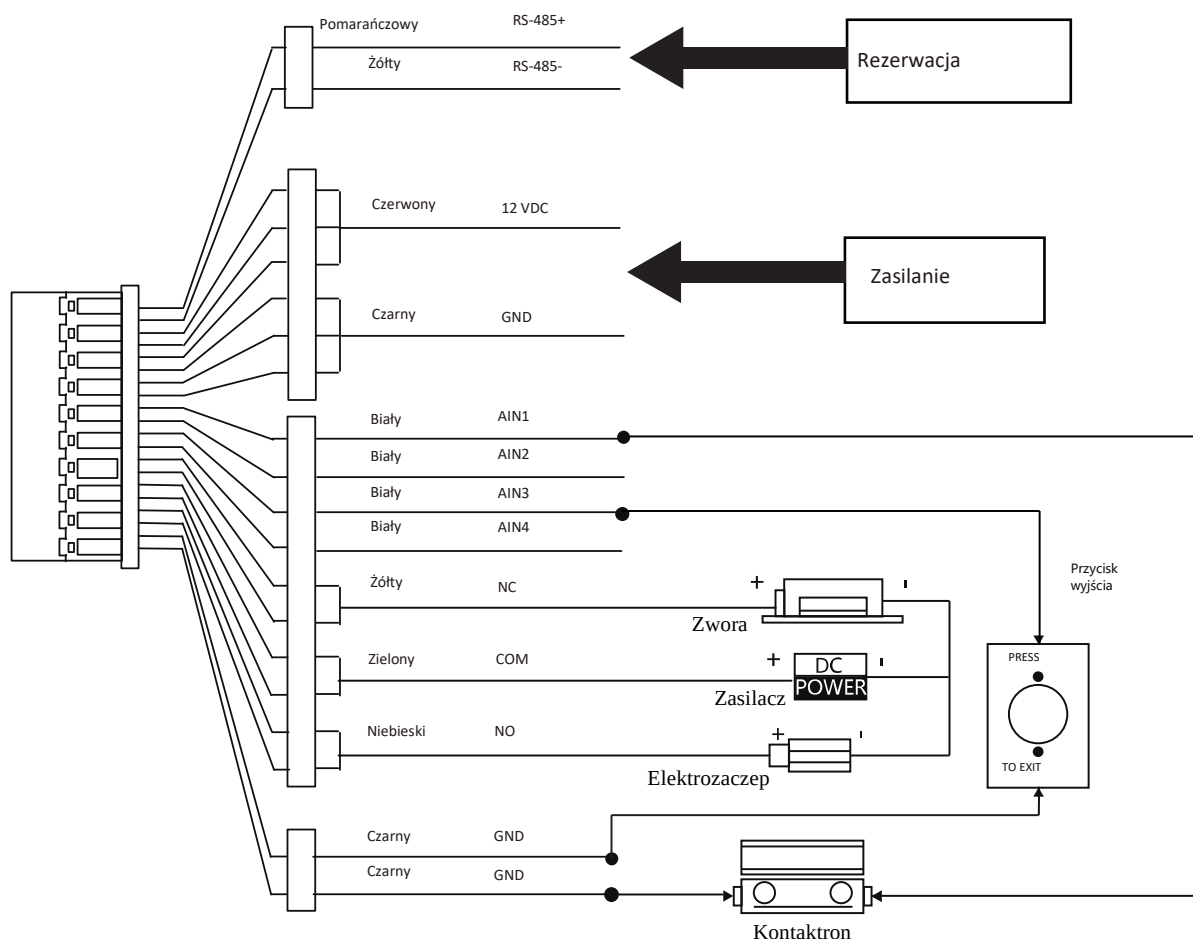 Pomarańczowy RS-485+
Żółty RS-485-
Rezerwacja
Czerwony 12 VDC
Zasilanie
Czarny GND
Biały AIN1
Biały AIN2
Biały AIN3
Biały AIN4
Przycisk
wyjścia
Żółty NC
+ -
Zwora
PRESS
Zielony COM
+ DC -
POWER
Zasilacz
Niebieski NO
+ -
Elektrozaczep
TO EXIT
Czarny GND
Czarny GND
Kontaktron